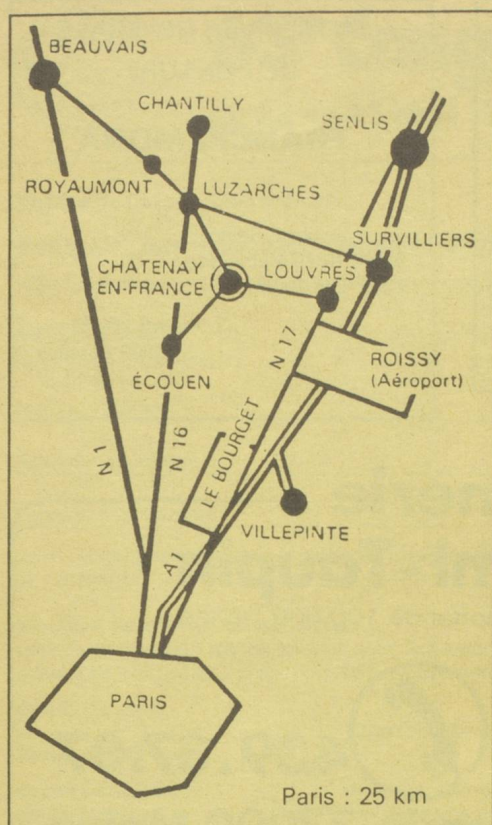 BEAUVAIS
CHANTILLY
SENLIS
ROYAUMONT
LUZARCHES
SURVILLIERS
CHATENAY
EN-FRANCE
LOUVRES
ROISSY
(Aéroport)
ÉCOUEN
N 17
N 16
N 1
LE BOURGET
VILLEPINTE
A1
PARIS
Paris : 25 km